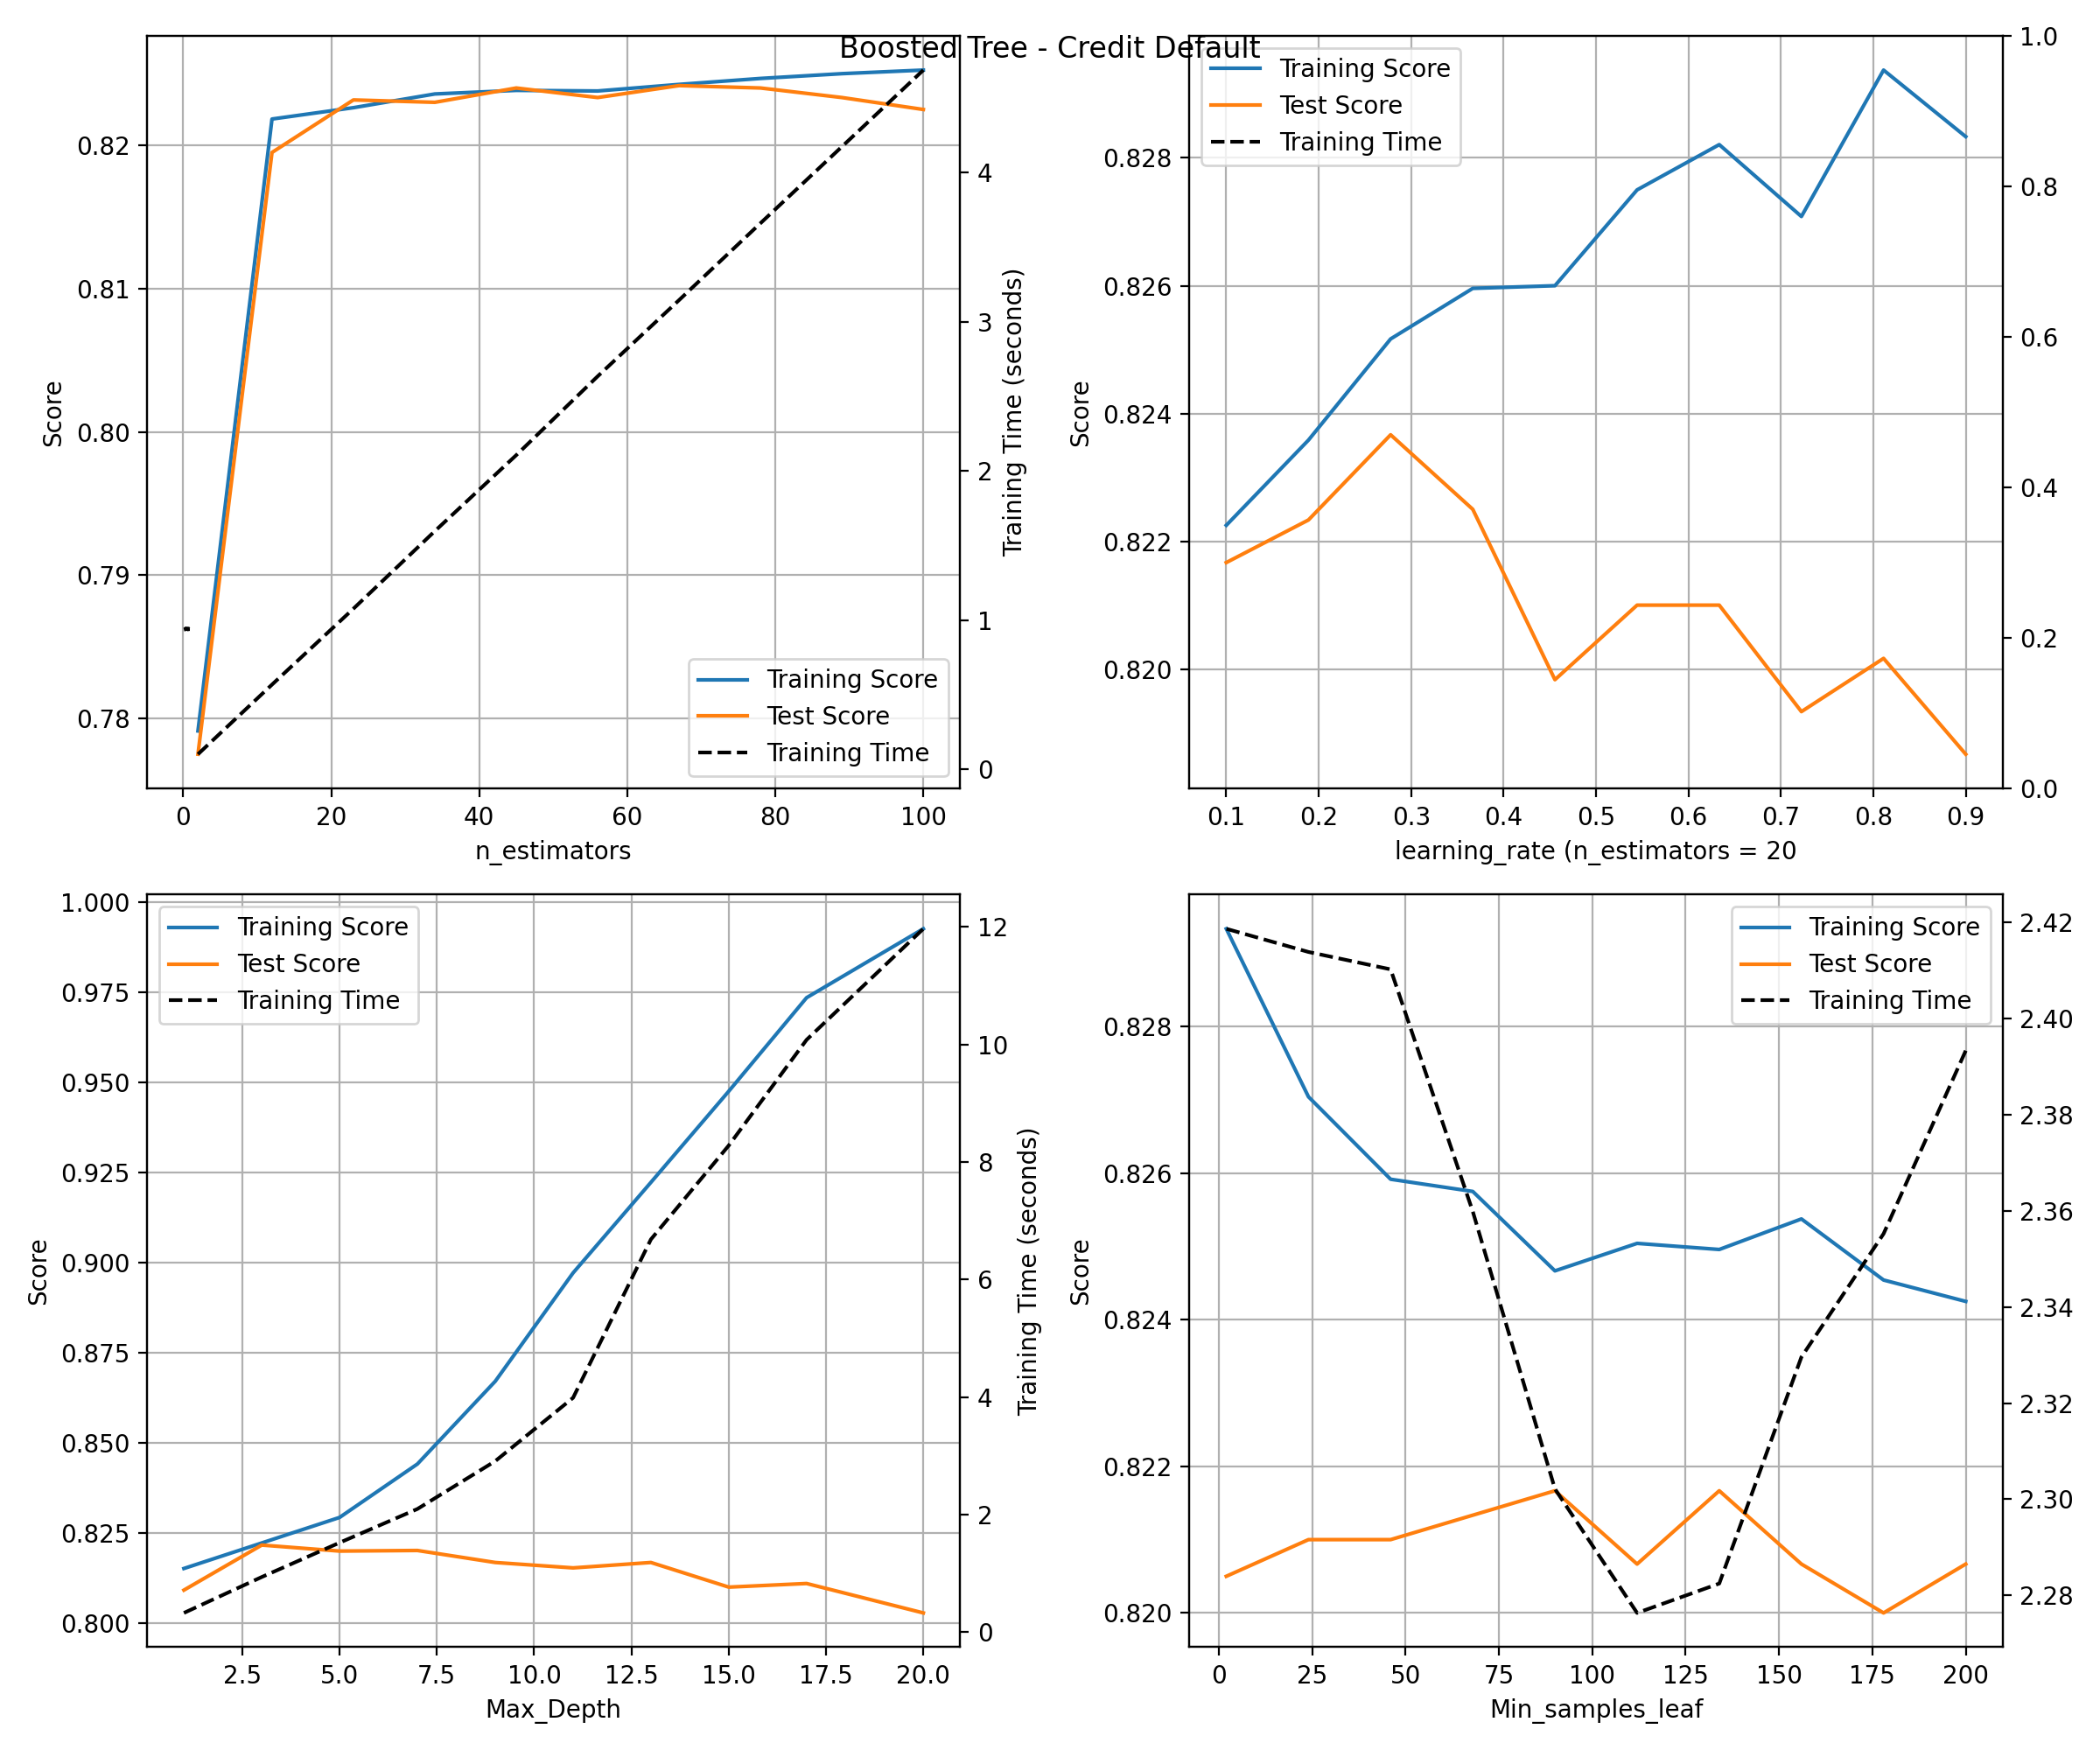 Boosted Tree - Credit Default
0.82
0.81
0.80
0.79
0.78
Score
4
3
2
1
0
Training Time (seconds)
Training Score
Test Score
Training Time
0 20 40 60 80 100
n_estimators
Training Score
Test Score
Training Time
0.828
0.826
0.824
0.822
0.820
Score
1.0
0.8
0.6
0.4
0.2
0.0
0.1 0.2 0.3 0.4 0.5 0.6 0.7 0.8 0.9
learning_rate (n_estimators = 20
Training Score
Test Score
Training Time
1.000
0.975
0.950
0.925
0.900
0.875
0.850
0.825
0.800
Score
12
10
8
6
4
2
0
Training Time (seconds)
2.5 5.0 7.5 10.0 12.5 15.0 17.5 20.0
Max_Depth
Training Score
Test Score
Training Time
0.828
0.826
0.824
0.822
0.820
Score
2.42
2.40
2.38
2.36
2.34
2.32
2.30
2.28
0 25 50 75 100 125 150 175 200
Min_samples_leaf